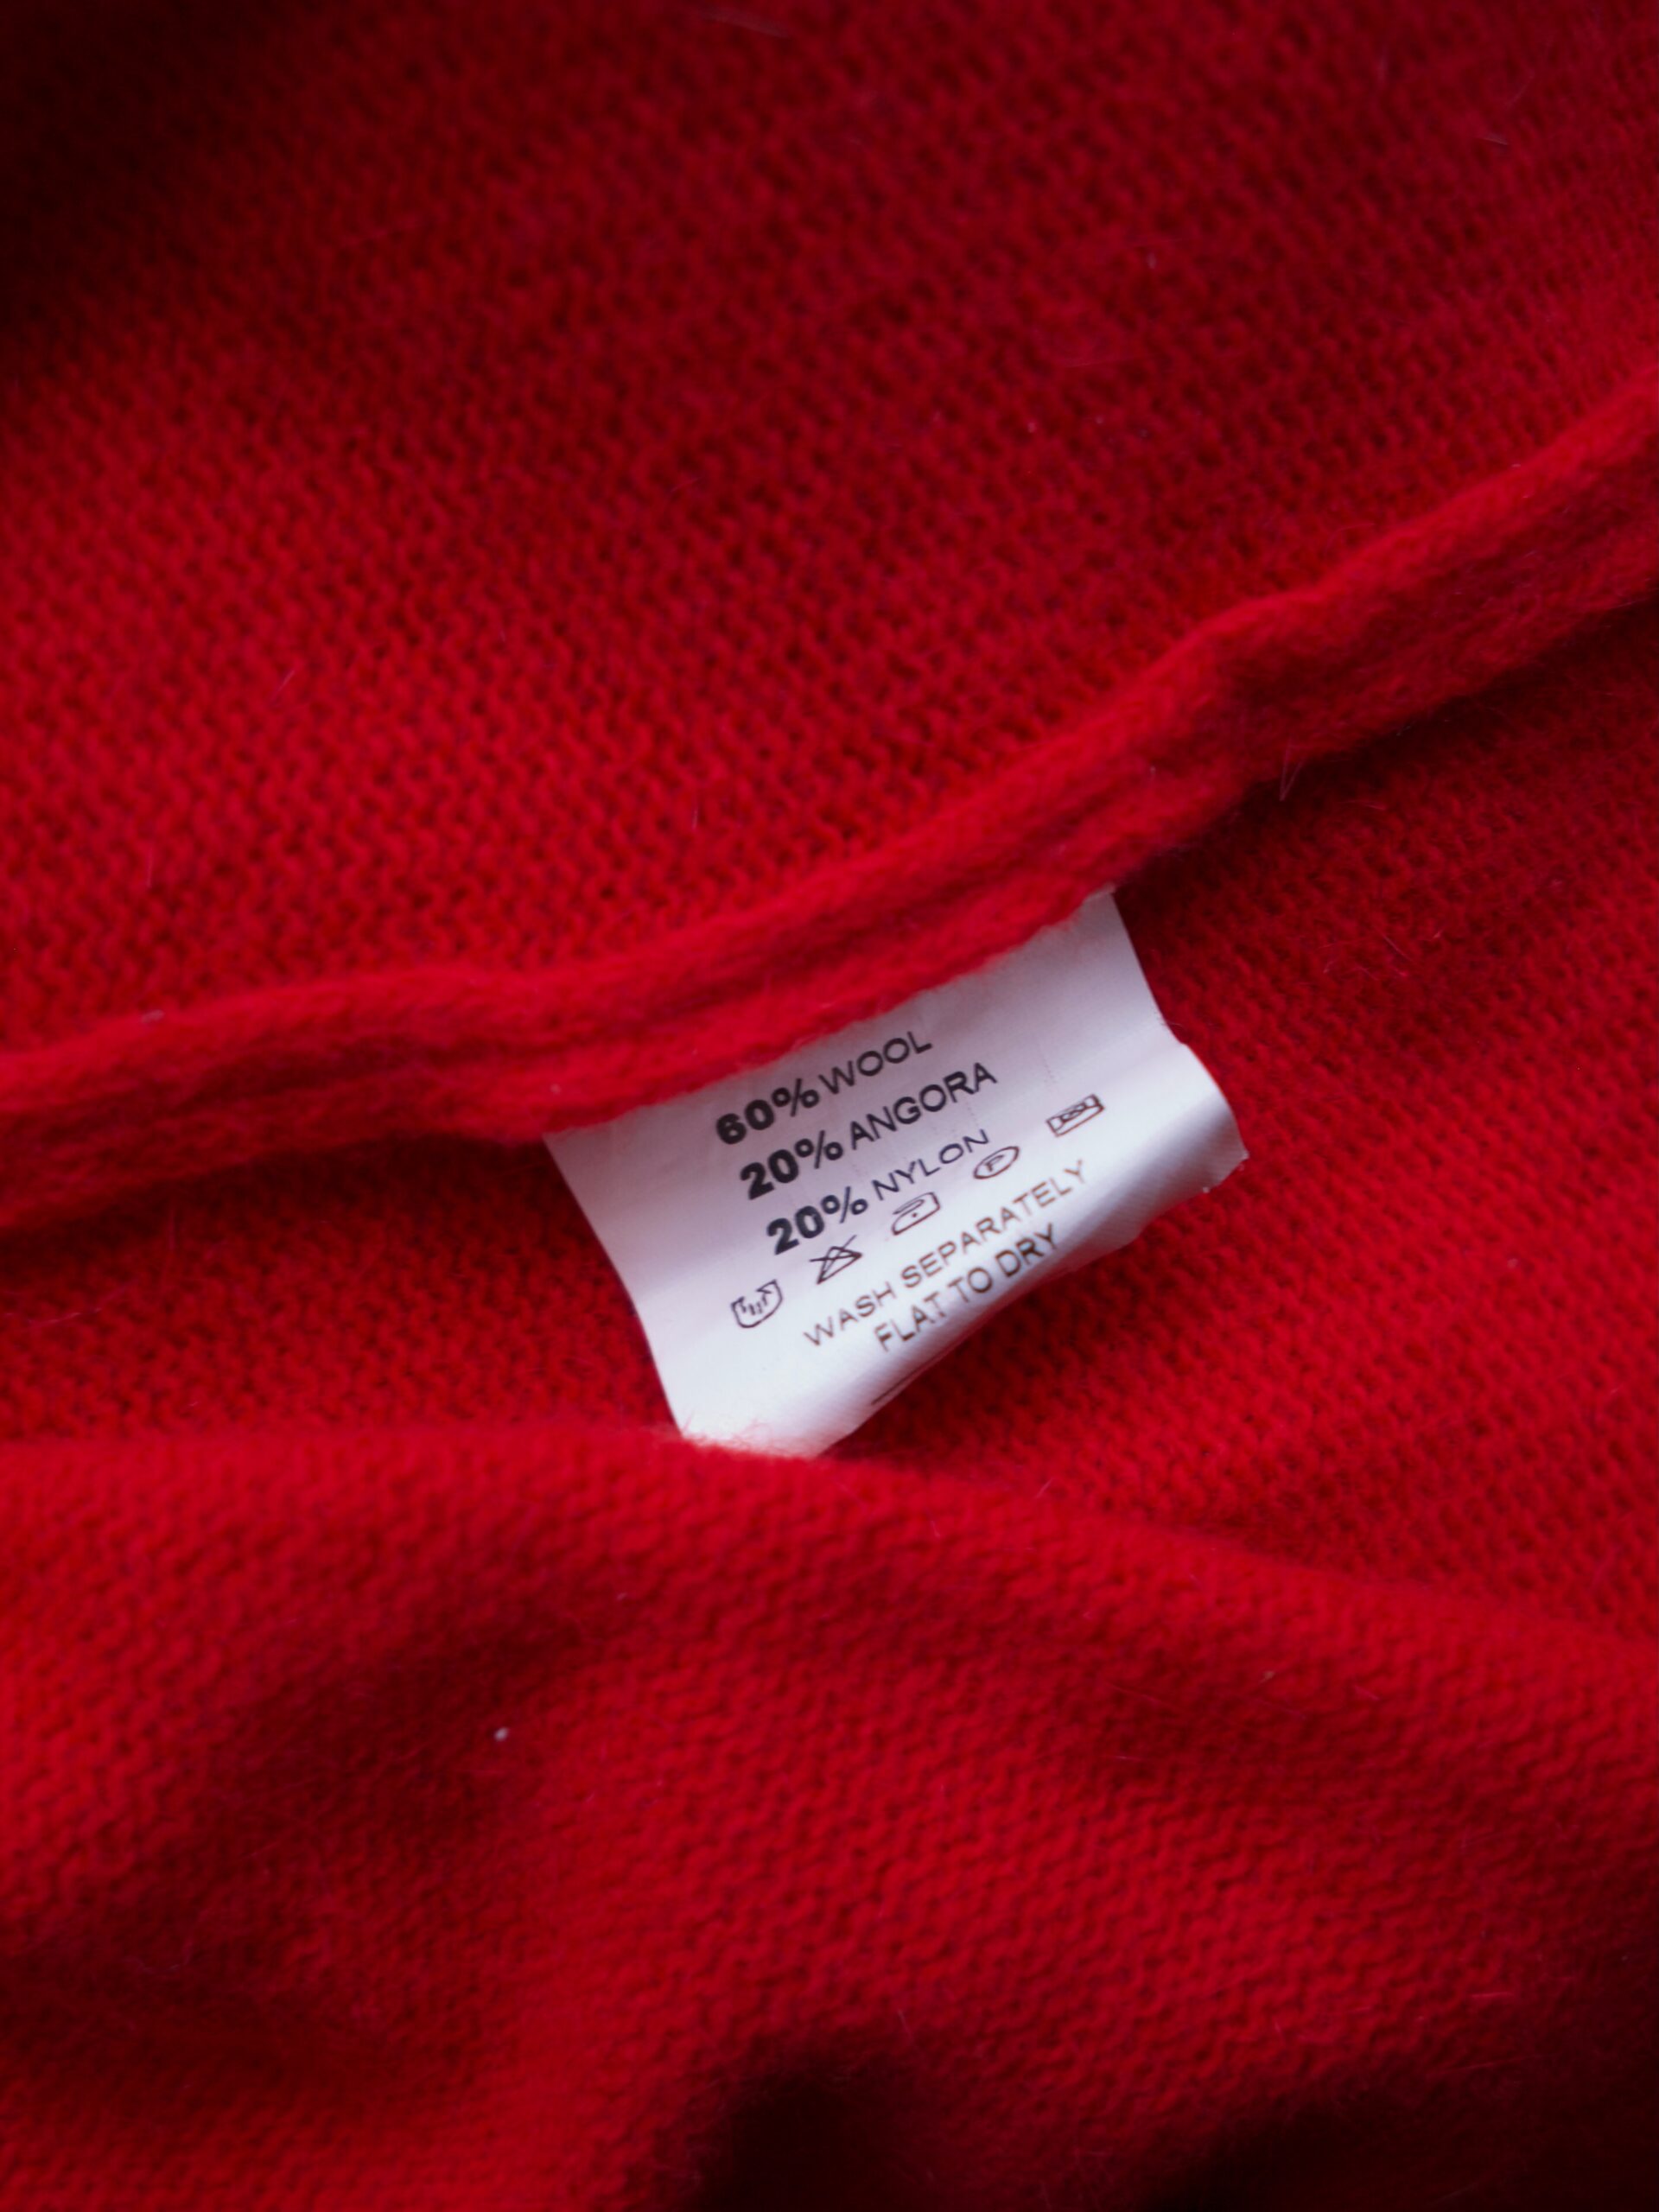 60% WOOL
20% ANGORA
20% NYLON
P
WASH SEPARATELY
FLAT TO DRY